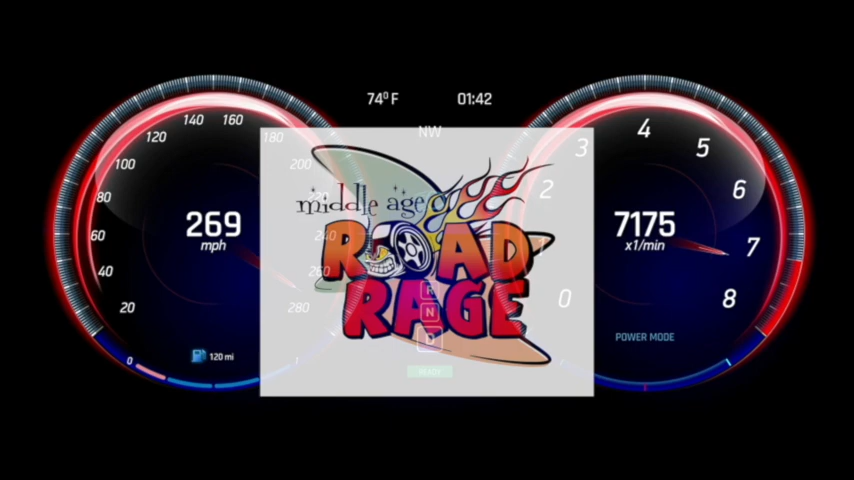 74° F 01:42
NW
0 20 40 60 80 100 120 140 160 180 200 220 240 260 280
269
mph
120 mi
middle age
ROAD
RAGE
R
N
D
READY
0 1 2 3 4 5 6 7 8
7175
x1/min
POWER MODE